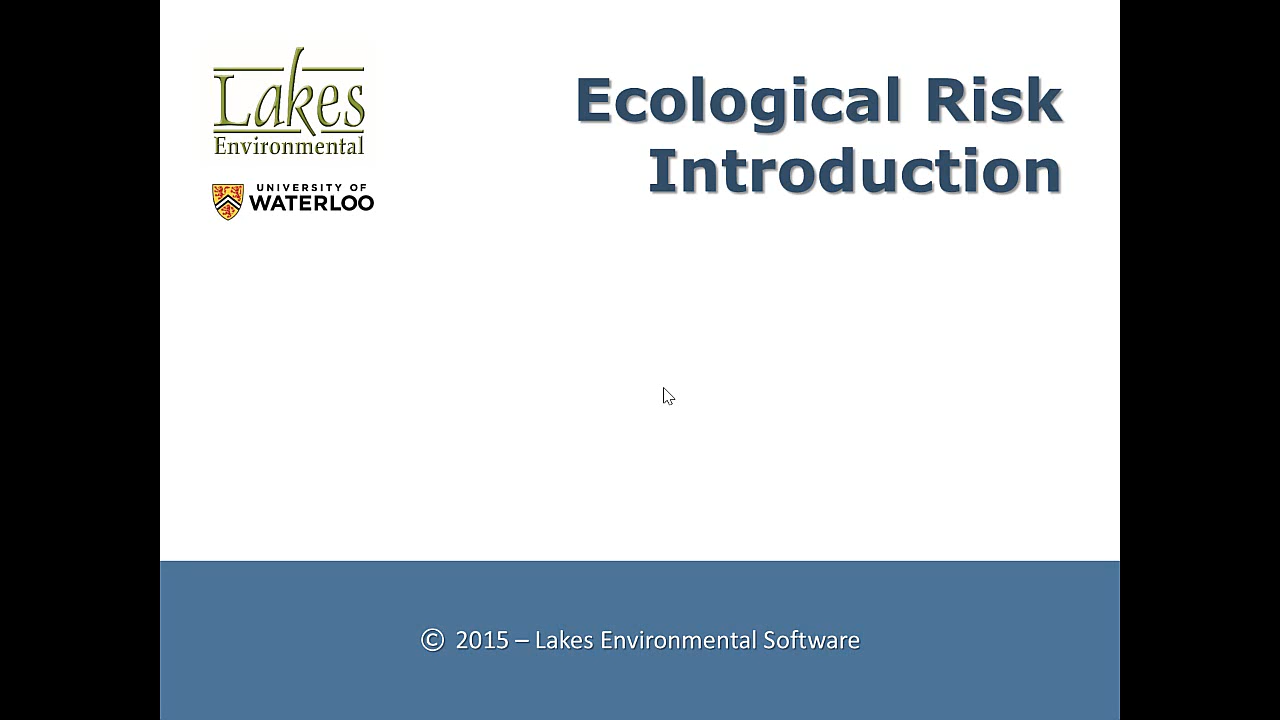 Lakes
Environmental
UNIVERSITY OF
WATERLOO
Ecological Risk
Introduction
© 2015 – Lakes Environmental Software